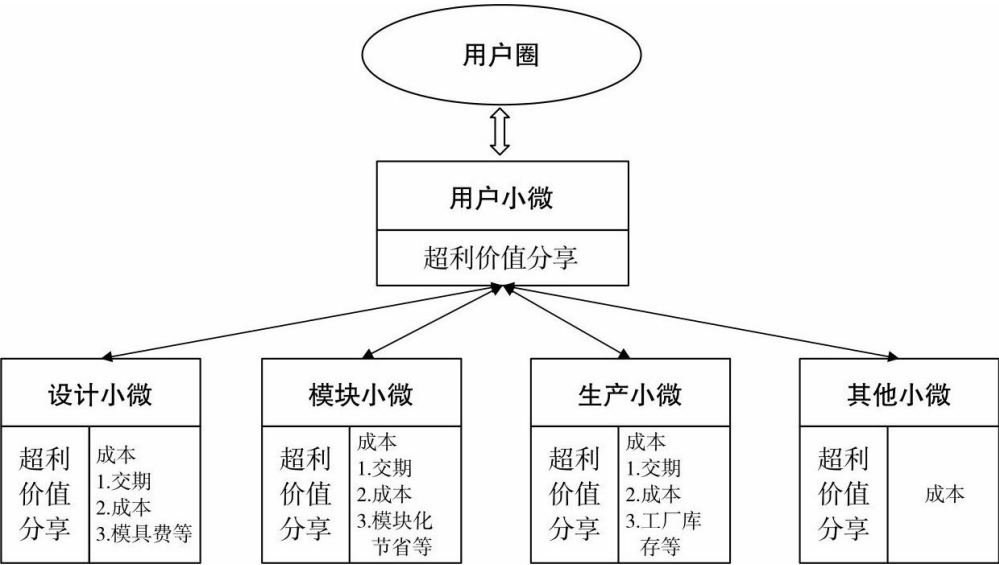 用户圈
用户小微
超利价值分享
设计小微
超利
价值
分享
成本
1.交期
2.成本
3.模具费等
模块小微
超利
价值
分享
成本
1.交期
2.成本
3.模块化
节省等
生产小微
超利
价值
分享
成本
1.交期
2.成本
3.工厂库
存等
其他小微
超利
价值
分享
成本